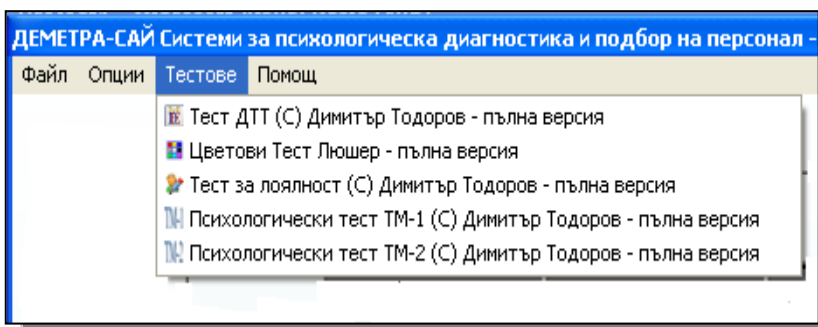 ДЕМЕТРА-САЙ Системи за психологическа диагностика и подбор на персонал -
Файл Опции Тестове Помощ
Тест ДТТ (С) Димитър Тодоров - пълна версия
Цветови Тест Люшер - пълна версия
Тест за лоялност (С) Димитър Тодоров - пълна версия
Психологически тест ТМ-1 (С) Димитър Тодоров - пълна версия
Психологически тест ТМ-2 (С) Димитър Тодоров - пълна версия